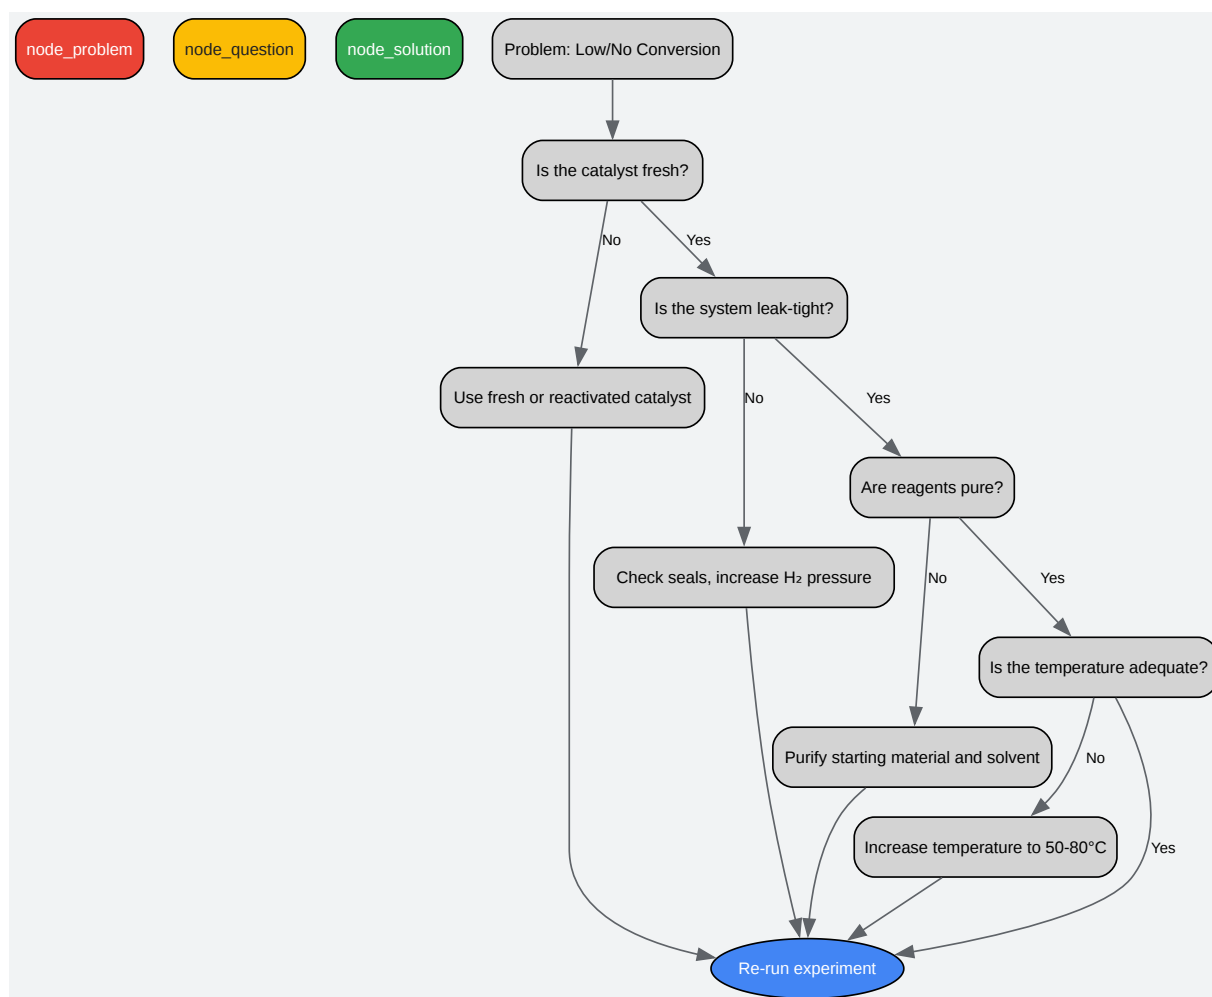 node_problem
node_question
node_solution
Problem: Low/No Conversion
Is the catalyst fresh?
No
Yes
Is the system leak-tight?
Use fresh or reactivated catalyst
No
Yes
Are reagents pure?
Check seals, increase H₂ pressure
No
Yes
Is the temperature adequate?
Purify starting material and solvent
No
Increase temperature to 50-80°C
Yes
Re-run experiment